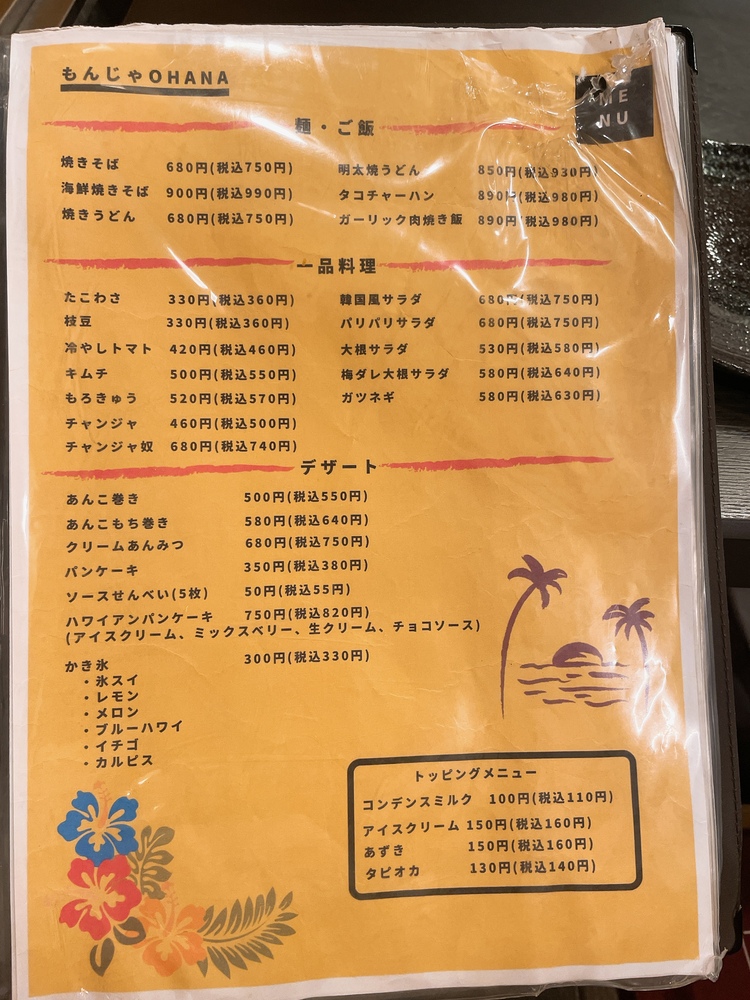 もんじゃOHANA
ME
NU
麺・ご飯
焼きそば 680円(税込750円)
海鮮焼きそば 900円(税込990円)
焼きうどん 680円(税込750円)
明太焼うどん 850円(税込930円)
タコチャーハン 890円(税込980円)
ガーリック肉焼き飯 890円(税込980円)
一品料理
たこわさ 330円(税込360円)
枝豆 330円(税込360円)
冷やしトマト 420円(税込460円)
キムチ 500円(税込550円)
もろきゅう 520円(税込570円)
チャンジャ 460円(税込500円)
チャンジャ奴 680円(税込740円)
韓国風サラダ 680円(税込750円)
パリパリサラダ 680円(税込750円)
大根サラダ 530円(税込580円)
梅ダレ大根サラダ 580円(税込640円)
ガツネギ 580円(税込630円)
デザート
あんこ巻き 500円(税込550円)
あんこもち巻き 580円(税込640円)
クリームあんみつ 680円(税込750円)
パンケーキ 350円(税込380円)
ソースせんべい(5枚) 50円(税込55円)
ハワイアンパンケーキ 750円(税込820円)
(アイスクリーム、ミックスベリー、生クリーム、チョコソース)
かき氷 300円(税込330円)
・氷スイ
・レモン
・メロン
・ブルーハワイ
・イチゴ
・カルピス
トッピングメニュー
コンデンスミルク 100円(税込110円)
アイスクリーム 150円(税込160円)
あずき 150円(税込160円)
タピオカ 130円(税込140円)